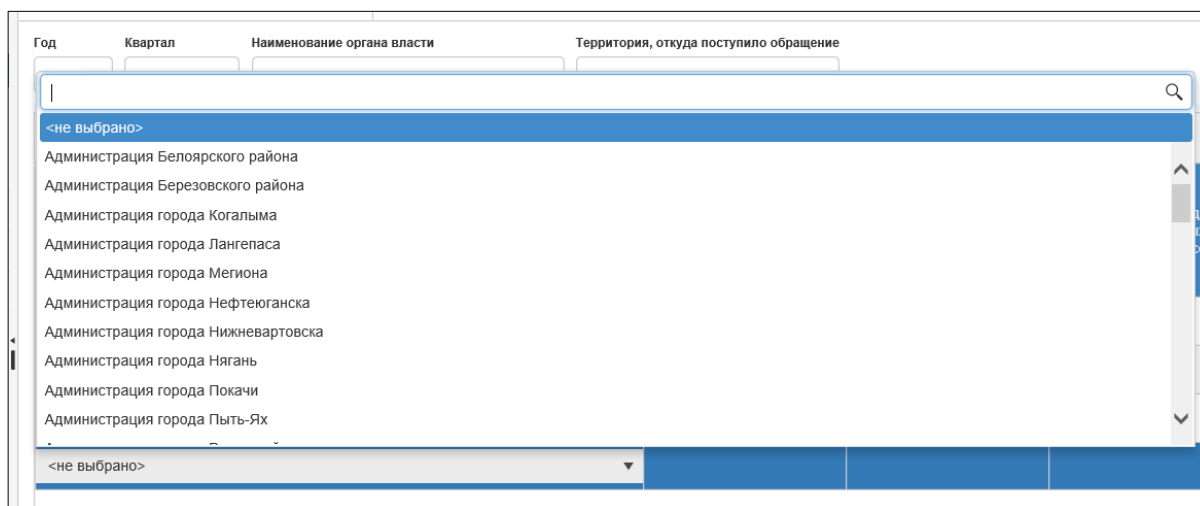 Год Квартал Наименование органа власти Территория, откуда поступило обращение
<не выбрано>
Администрация Белоярского района
Администрация Березовского района
Администрация города Когалыма
Администрация города Лангепаса
Администрация города Мегиона
Администрация города Нефтеюганска
Администрация города Нижневартовска
Администрация города Нягань
Администрация города Покачи
Администрация города Пыть-Ях
<не выбрано>